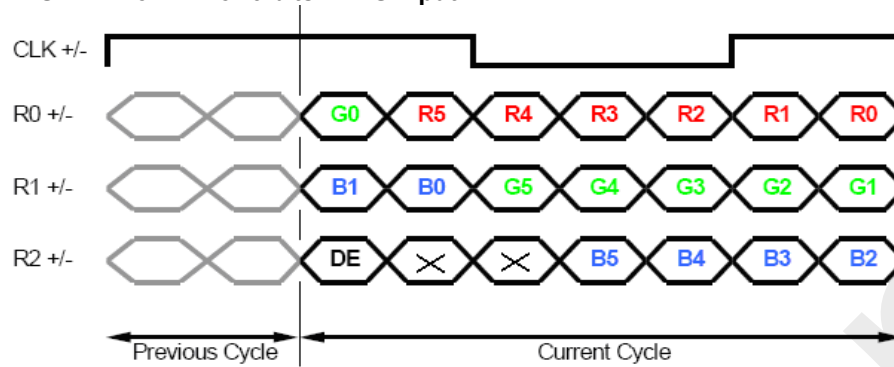 CLK +/-
R0 +/- G0 R5 R4 R3 R2 R1 R0
R1 +/- B1 B0 G5 G4 G3 G2 G1
R2 +/- DE B5 B4 B3 B2
Previous Cycle Current Cycle